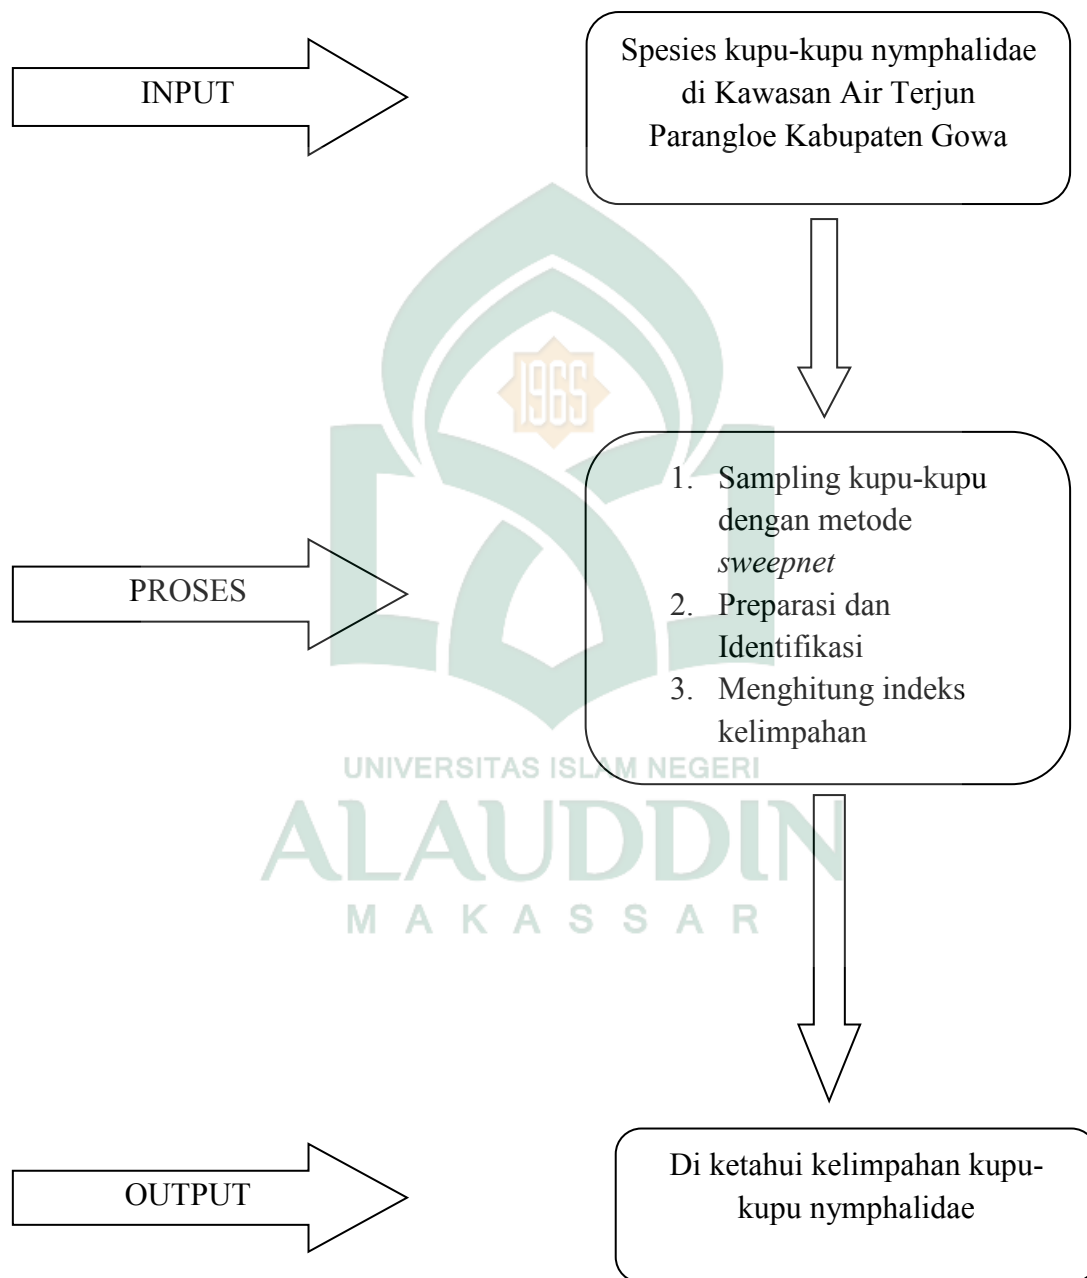 INPUT
Spesies kupu-kupu nymphalidae
di Kawasan Air Terjun
Parangloe Kabupaten Gowa
1965
PROSES
1. Sampling kupu-kupu
dengan metode
sweepnet
2. Preparasi dan
Identifikasi
3. Menghitung indeks
kelimpahan
UNIVERSITAS ISLAM NEGERI
ALAUDDIN
MAKASSAR
OUTPUT
Di ketahui kelimpahan kupu-
kupu nymphalidae